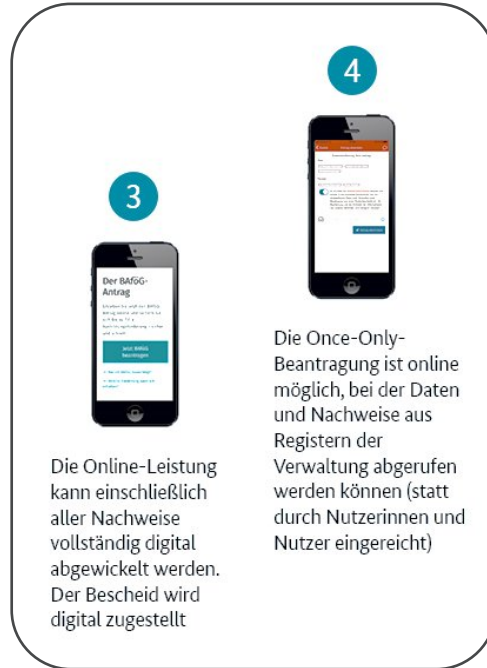 3
Der BAföG-
Antrag
Die Online-Leistung
kann einschließlich
aller Nachweise
vollständig digital
abgewickelt werden.
Der Bescheid wird
digital zugestellt
4
Die Once-Only-
Beantragung ist online
möglich, bei der Daten
und Nachweise aus
Registern der
Verwaltung abgerufen
werden können (statt
durch Nutzerinnen und
Nutzer eingereicht)